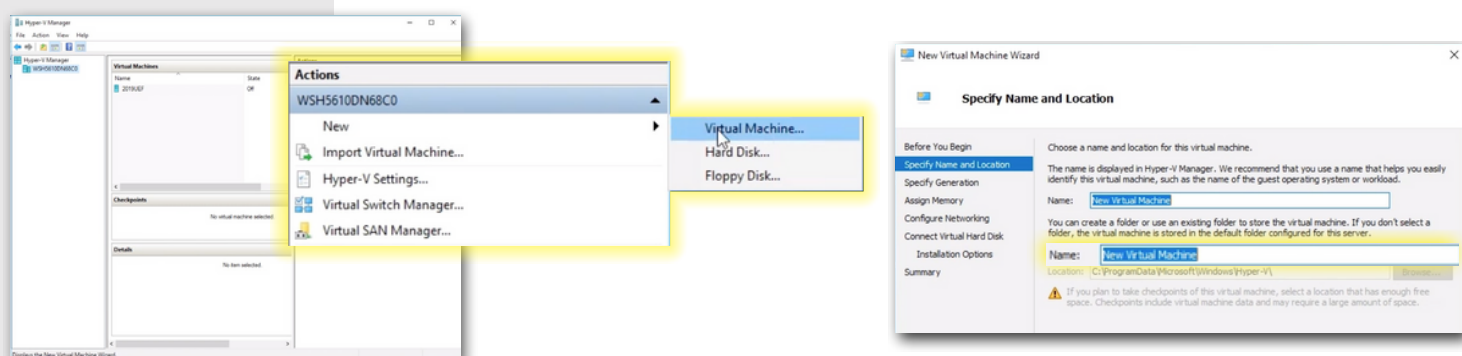 Hyper-V Manager
File Action View Help
Hyper-V Manager
WSH5610DN68C0
Virtual Machines
Name State
2019UEF Off
Checkpoints
No virtual machine selected.
Details
No item selected.
Displays the New Virtual Machine Wizard.
Actions
Actions
WSH5610DN68C0
New
Import Virtual Machine...
Hyper-V Settings...
Virtual Switch Manager...
Virtual SAN Manager...
Virtual Machine...
Hard Disk...
Floppy Disk...
New Virtual Machine Wizard
Specify Name and Location
Before You Begin
Specify Name and Location
Specify Generation
Assign Memory
Configure Networking
Connect Virtual Hard Disk
Installation Options
Summary
Choose a name and location for this virtual machine.
The name is displayed in Hyper-V Manager. We recommend that you use a name that helps you easily
identify this virtual machine, such as the name of the guest operating system or workload.
Name: New Virtual Machine
You can create a folder or use an existing folder to store the virtual machine. If you don't select a
folder, the virtual machine is stored in the default folder configured for this server.
Name: New Virtual Machine
Location: C:\ProgramData\Microsoft\Windows\Hyper-V\ Browse...
If you plan to take checkpoints of this virtual machine, select a location that has enough free
space. Checkpoints include virtual machine data and may require a large amount of space.